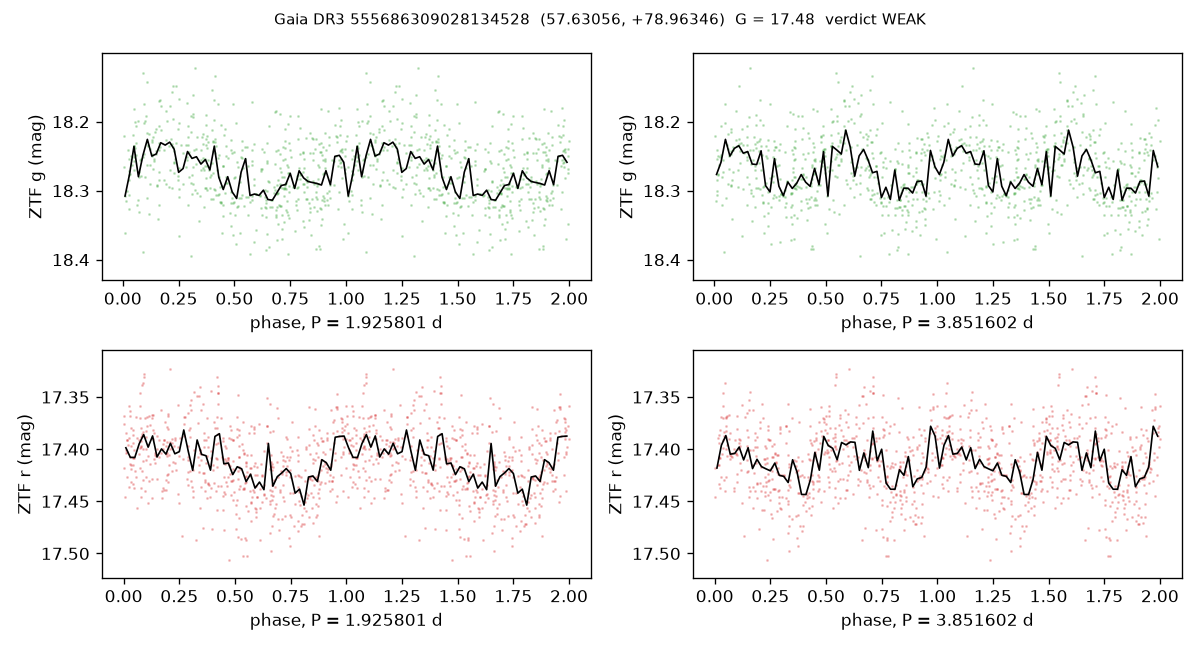 Gaia DR3 555686309028134528  (57.63056, +78.96346)  G = 17.48  verdict WEAK
ZTF g (mag)
18.2
18.3
18.4
0.00 0.25 0.50 0.75 1.00 1.25 1.50 1.75 2.00
phase, P = 1.925801 d
ZTF g (mag)
18.2
18.3
18.4
0.00 0.25 0.50 0.75 1.00 1.25 1.50 1.75 2.00
phase, P = 3.851602 d
ZTF r (mag)
17.35
17.40
17.45
17.50
0.00 0.25 0.50 0.75 1.00 1.25 1.50 1.75 2.00
phase, P = 1.925801 d
ZTF r (mag)
17.35
17.40
17.45
17.50
0.00 0.25 0.50 0.75 1.00 1.25 1.50 1.75 2.00
phase, P = 3.851602 d